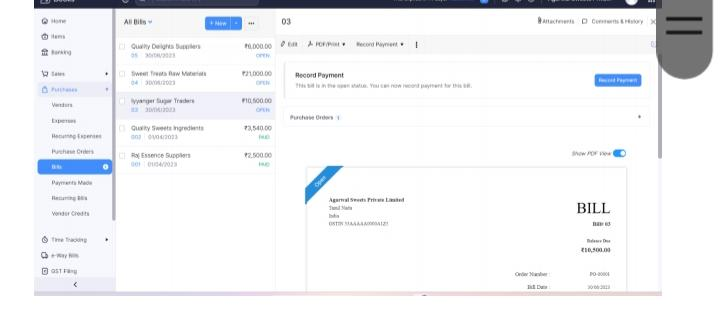 Books
Home
Items
Banking
Sales
Purchases
Vendors
Expenses
Recurring Expenses
Purchase Orders
Bills
Payments Made
Recurring Bills
Vendor Credits
Time Tracking
e-Way Bills
GST Filing
All Bills
+ New
Quality Delights Suppliers ₹6,000.00
05 30/06/2023 OPEN
Sweet Treats Raw Materials ₹21,000.00
04 30/06/2023 OPEN
Iyyanger Sugar Traders ₹10,500.00
03 30/06/2023 OPEN
Quality Sweets Ingredients ₹3,540.00
002 01/04/2023 PAID
Raj Essence Suppliers ₹2,500.00
001 01/04/2023 PAID
03
Attachments Comments & History
Edit PDF/Print Record Payment
Record Payment
This bill is in the open status. You can now record payment for this bill.
Record Payment
Purchase Orders 1
Show PDF View
Open
Agarwal Sweets Private Limited
Tamil Nadu
India
BILL
Bill# 03
Balance Due
₹10,500.00
Order Number : PO-00001
Bill Date : 30/06/2023